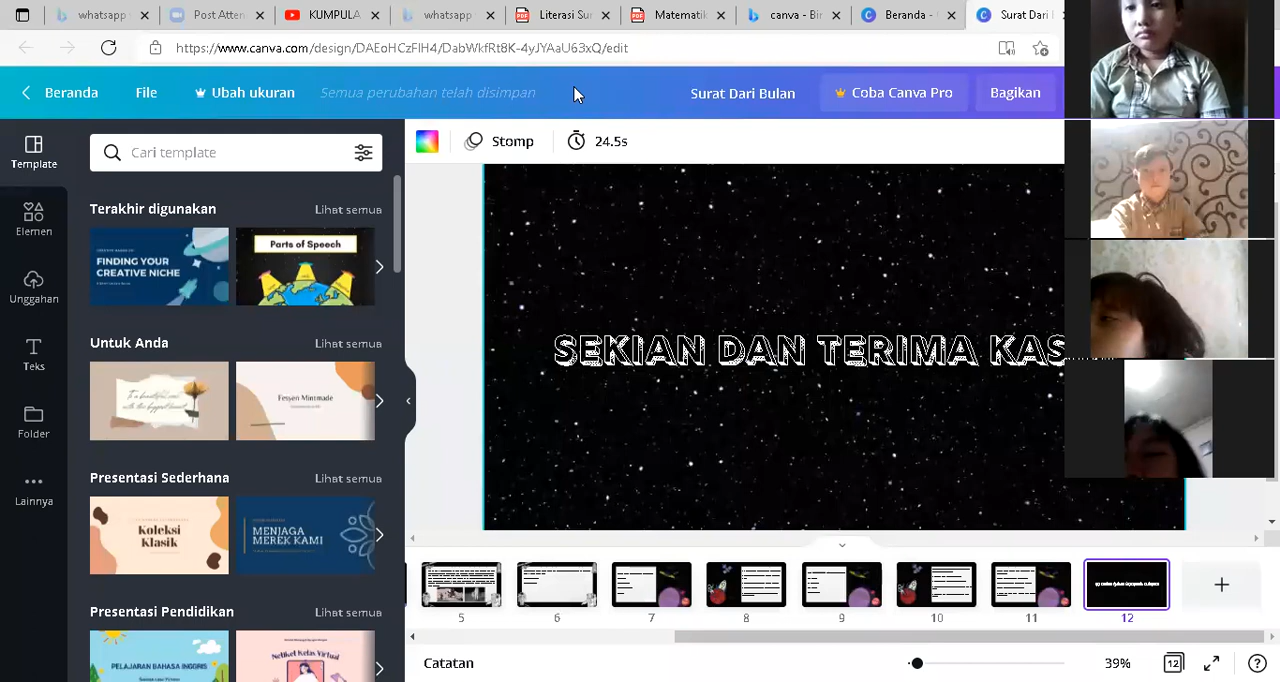 whatsapp
Post Atten
KUMPULA
whatsapp
Literasi Sur
Matematik
canva - Bir
Beranda -
Surat Dari
https://www.canva.com/design/DAEoHCzFlH4/DabWkfRt8K-4yJYAaU63xQ/edit
Beranda
File
Ubah ukuran
Semua perubahan telah disimpan
Surat Dari Bulan
Coba Canva Pro
Bagikan
Template
Elemen
Unggahan
Teks
Folder
Lainnya
Cari template
Terakhir digunakan
Lihat semua
FINDING YOUR
CREATIVE NICHE
Parts of Speech
Untuk Anda
Lihat semua
Presentasi Sederhana
Lihat semua
Koleksi
Klasik
MENJAGA
MEREK KAMI
Presentasi Pendidikan
Lihat semua
PELAJARAN BAHASA INGGRIS
Netiket Kelas Virtual
Stomp
24.5s
SEKIAN DAN TERIMA KAS
5
6
7
8
9
10
11
12
Catatan
39%
12